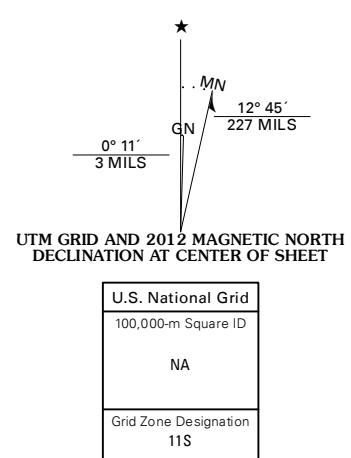 ★
MN
12° 45´
227 MILS
GN
0° 11´
3 MILS
UTM GRID AND 2012 MAGNETIC NORTH
DECLINATION AT CENTER OF SHEET
U.S. National Grid
100,000-m Square ID
NA
Grid Zone Designation
11S